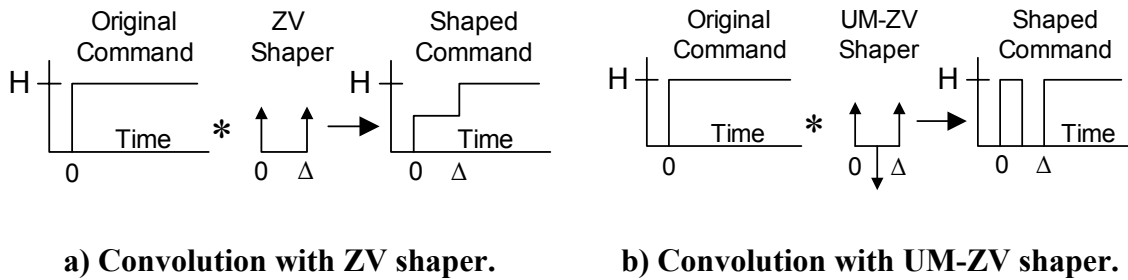 Original Command
ZV Shaper
Shaped Command
H
Time
0
*
0 Δ
H
0 Δ
Original Command
UM-ZV Shaper
Shaped Command
H
Time
0
*
0 Δ
H
Time
0 Δ
a) Convolution with ZV shaper.
b) Convolution with UM-ZV shaper.